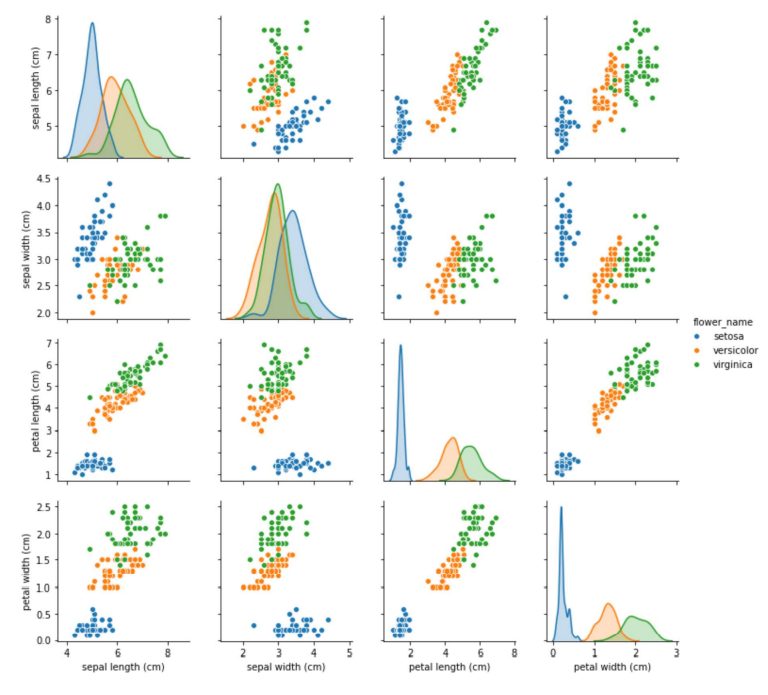 8
7
6
5
sepal length (cm)
4.5
4.0
3.5
3.0
2.5
2.0
sepal width (cm)
flower_name
setosa
versicolor
virginica
7
6
5
4
3
2
1
petal length (cm)
2.5
2.0
1.5
1.0
0.5
0.0
petal width (cm)
4 6 8 2 3 4 5 2 4 6 8 0 1 2 3
sepal length (cm) sepal width (cm) petal length (cm) petal width (cm)